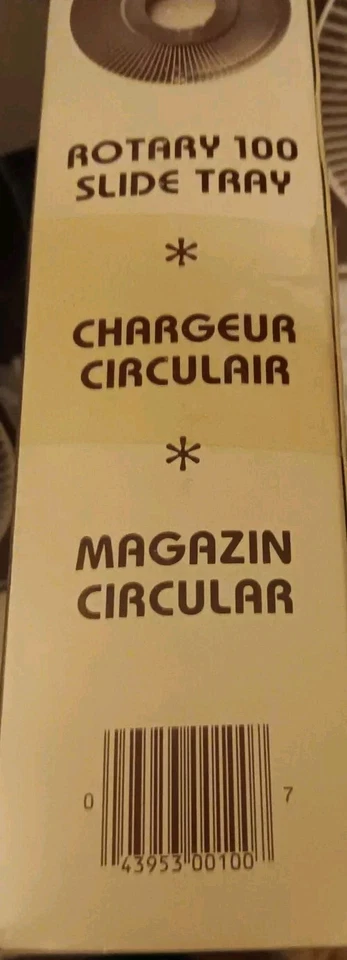 ROTARY 100
SLIDE TRAY
*
CHARGEUR
CIRCULAIR
*
MAGAZIN
CIRCULAR
0 43953 00100 7